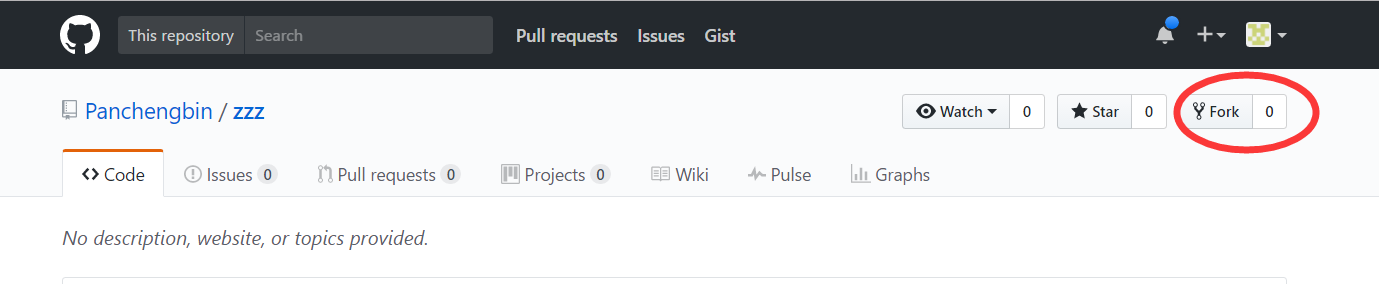 This repository Search Pull requests Issues Gist
Panchengbin / zzz Watch 0 Star 0 Fork 0
Code Issues 0 Pull requests 0 Projects 0 Wiki Pulse Graphs
No description, website, or topics provided.